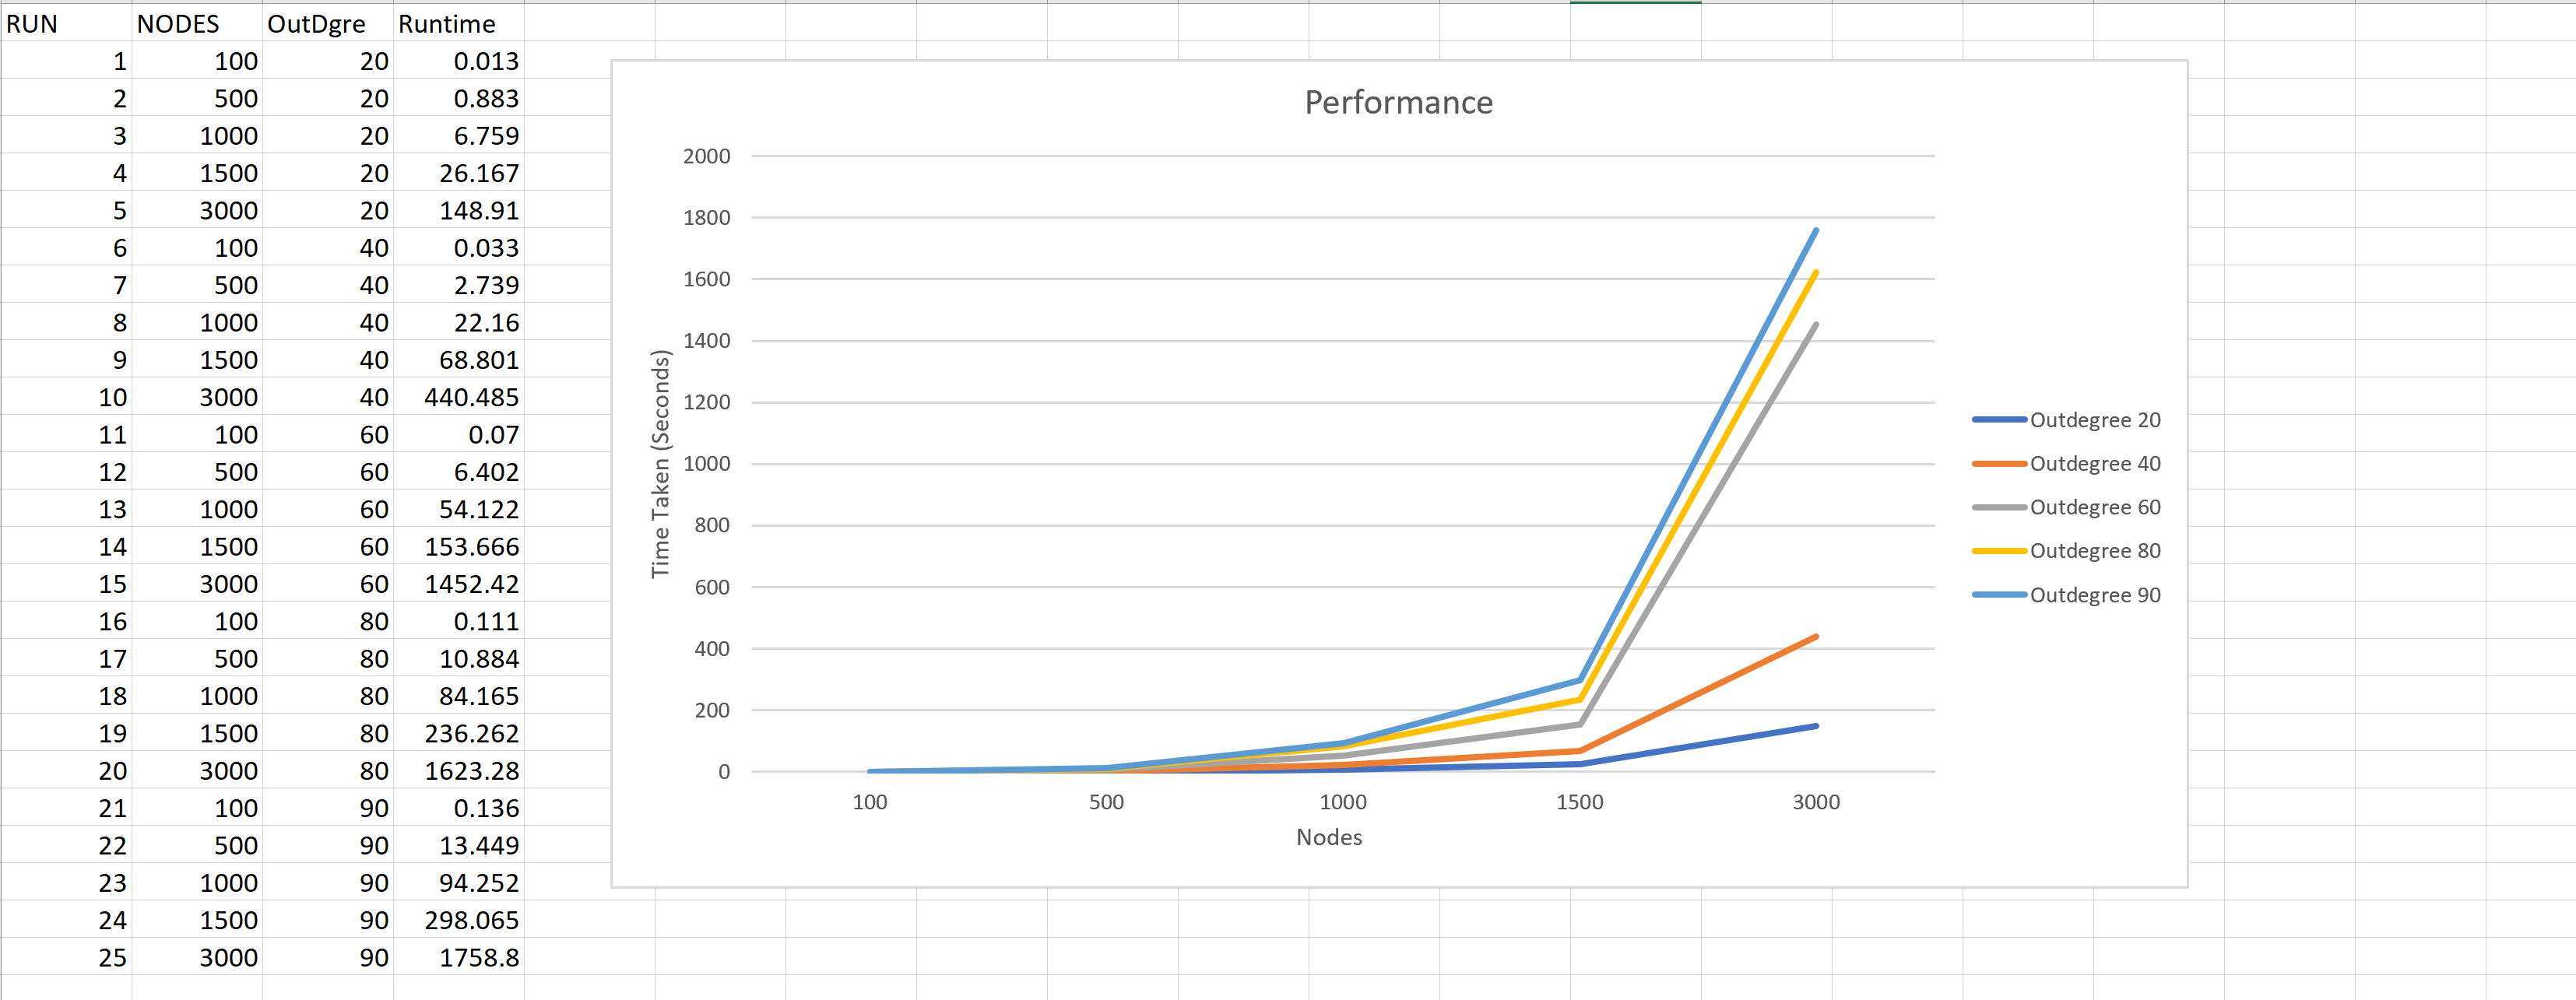 RUN NODES OutDgre Runtime
1 100 20 0.013
2 500 20 0.883
3 1000 20 6.759
4 1500 20 26.167
5 3000 20 148.91
6 100 40 0.033
7 500 40 2.739
8 1000 40 22.16
9 1500 40 68.801
10 3000 40 440.485
11 100 60 0.07
12 500 60 6.402
13 1000 60 54.122
14 1500 60 153.666
15 3000 60 1452.42
16 100 80 0.111
17 500 80 10.884
18 1000 80 84.165
19 1500 80 236.262
20 3000 80 1623.28
21 100 90 0.136
22 500 90 13.449
23 1000 90 94.252
24 1500 90 298.065
25 3000 90 1758.8
Performance
2000
1800
1600
1400
1200
1000
800
600
400
200
0
Time Taken (Seconds)
100 500 1000 1500 3000
Nodes
Outdegree 20
Outdegree 40
Outdegree 60
Outdegree 80
Outdegree 90